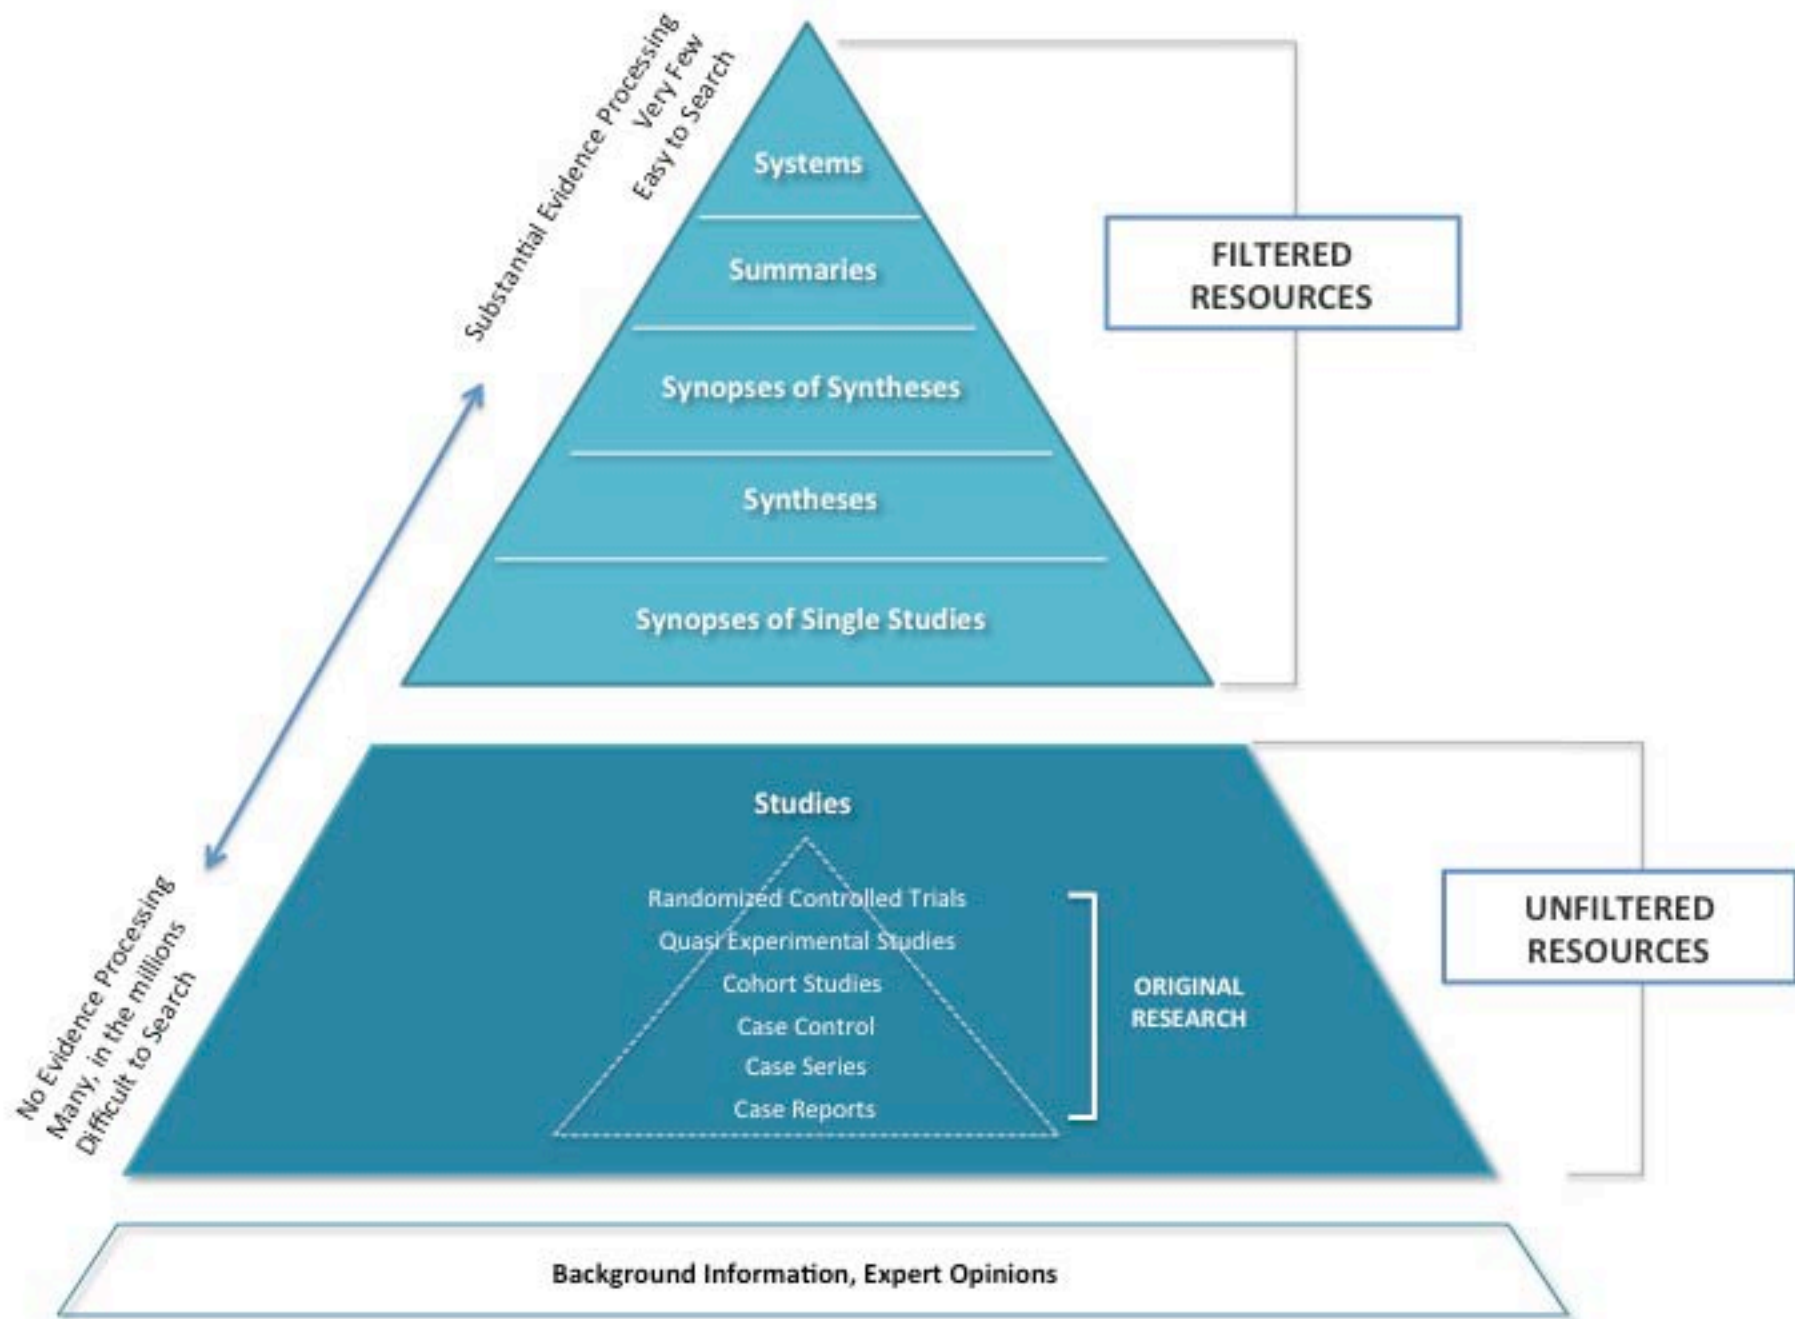 Substantial Evidence Processing
Very Few
Easy to Search
Systems
Summaries
Synopses of Syntheses
Syntheses
Synopses of Single Studies
FILTERED
RESOURCES
Studies
Randomized Controlled Trials
Quasi Experimental Studies
Cohort Studies
Case Control
Case Series
Case Reports
ORIGINAL
RESEARCH
UNFILTERED
RESOURCES
No Evidence Processing
Many, in the millions
Difficult to Search
Background Information, Expert Opinions